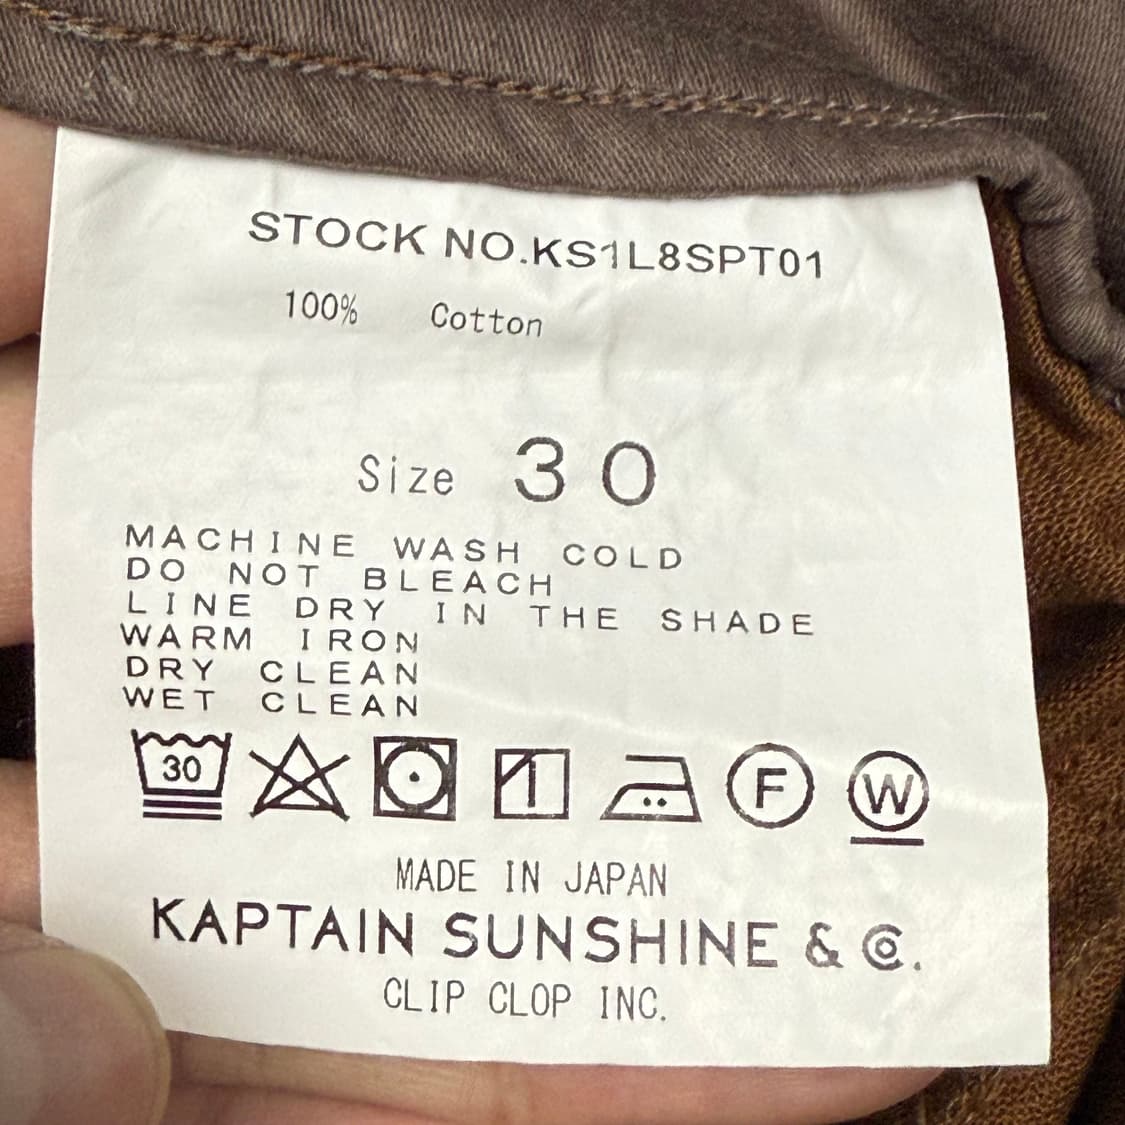 STOCK NO.KS1L8SPT01
100% Cotton
Size 30
MACHINE WASH COLD
DO NOT BLEACH
LINE DRY IN THE SHADE
WARM IRON
DRY CLEAN
WET CLEAN
30 F W
MADE IN JAPAN
KAPTAIN SUNSHINE & Co.
CLIP CLOP INC.